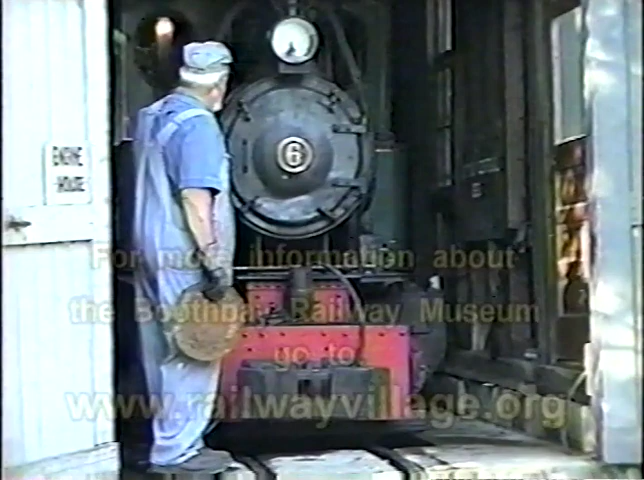 6
ENGINE
HOUSE
For more information about
the Boothbay Railway Museum
go to
www.railwayvillage.org